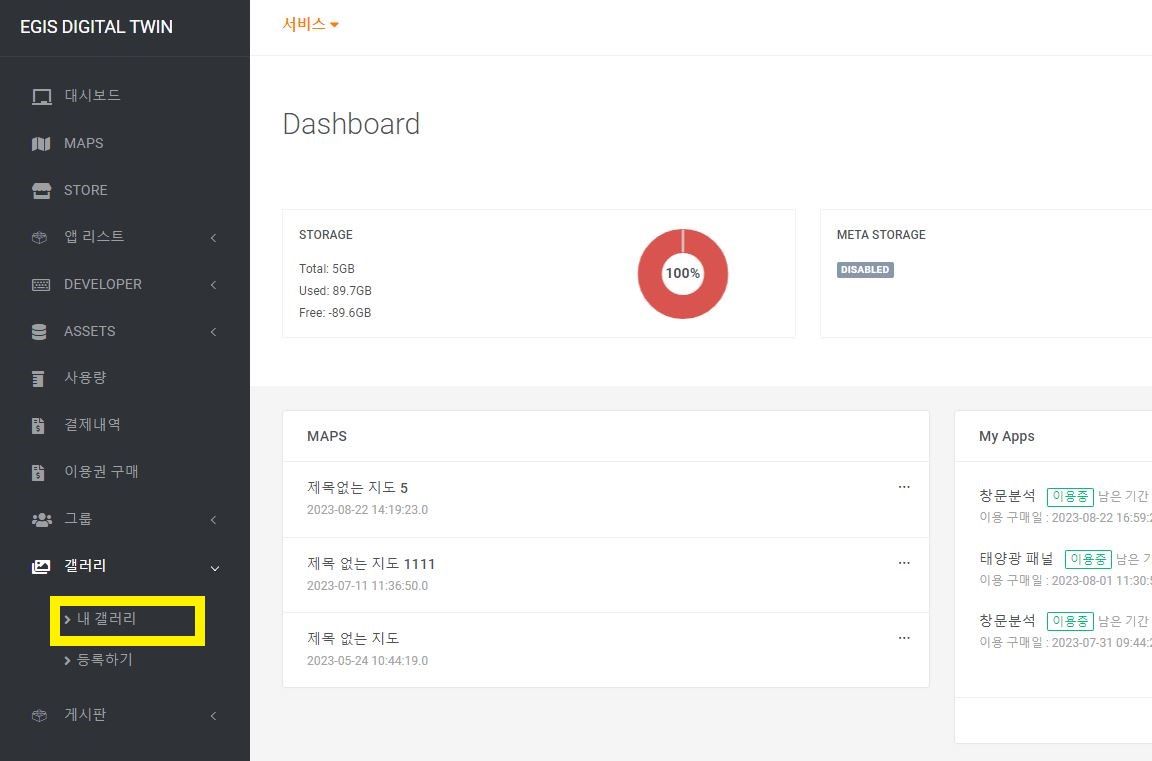 EGIS DIGITAL TWIN
대시보드
MAPS
STORE
앱 리스트
DEVELOPER
ASSETS
사용량
결제내역
이용권 구매
그룹
갤러리
내 갤러리
등록하기
게시판
서비스
Dashboard
STORAGE
Total: 5GB
Used: 89.7GB
Free: -89.6GB
100%
META STORAGE
DISABLED
MAPS
제목없는 지도 5
2023-08-22 14:19:23.0
제목 없는 지도 1111
2023-07-11 11:36:50.0
제목 없는 지도
2023-05-24 10:44:19.0
My Apps
창문분석 이용중 남은 기간
이용 구매일 : 2023-08-22 16:59:
태양광 패널 이용중 남은
이용 구매일 : 2023-08-01 11:30:
창문분석 이용중 남은 기간
이용 구매일 : 2023-07-31 09:44: